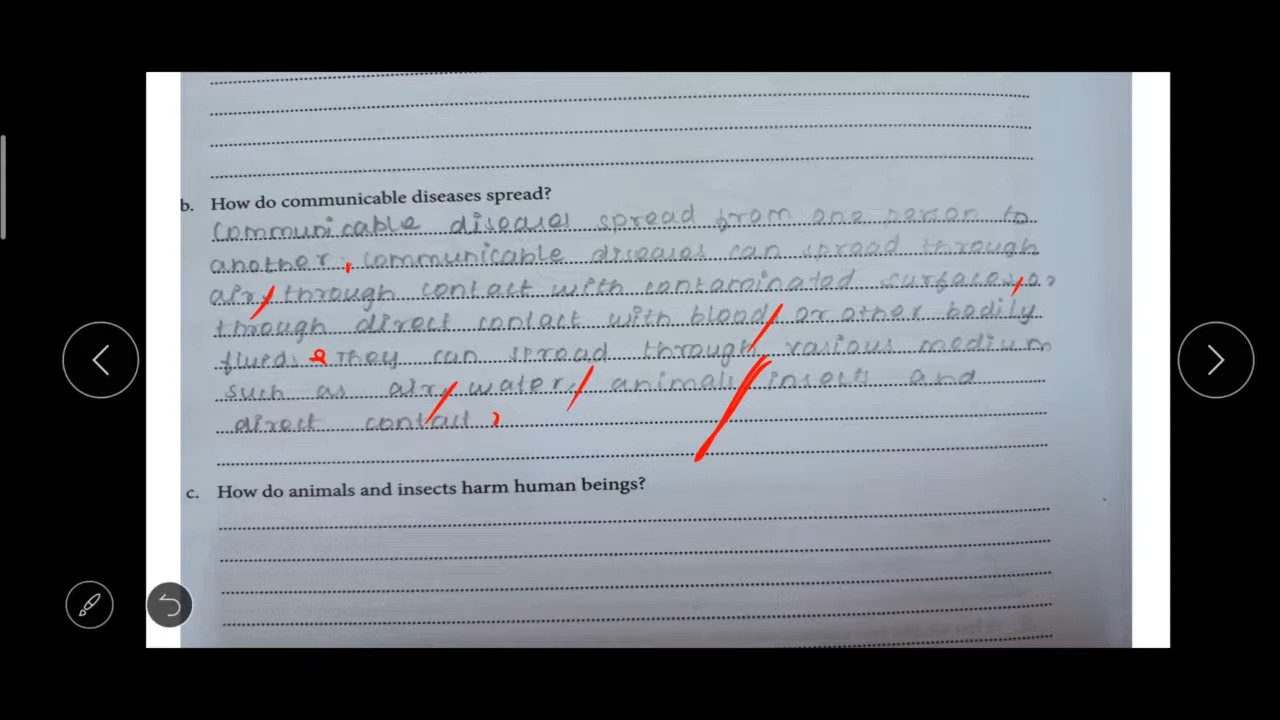 b. How do communicable diseases spread?
communicable diseases spread from one person to
another, communicable diseases can spread through
air, through contact with contaminated surfaces, or
through direct contact with blood, or other bodily
flueds. They can spread through various medium
such as air, water, animals, insects and
direct contact.
c. How do animals and insects harm human beings?